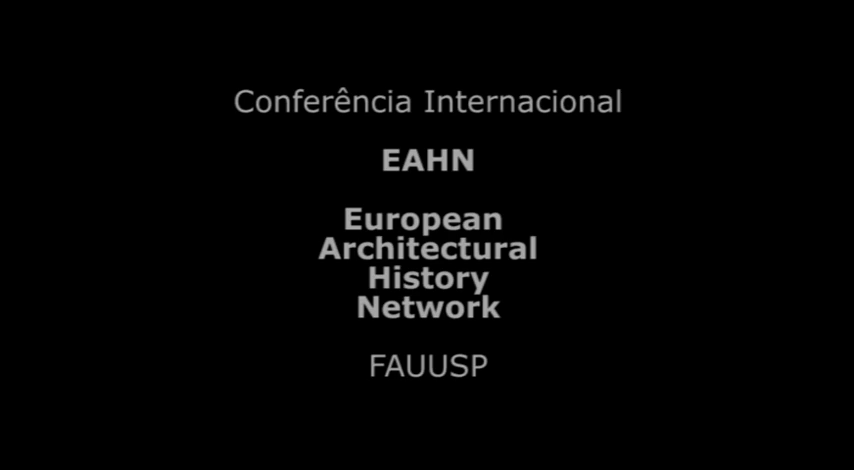 Conferência Internacional
EAHN
European
Architectural
History
Network
FAUUSP